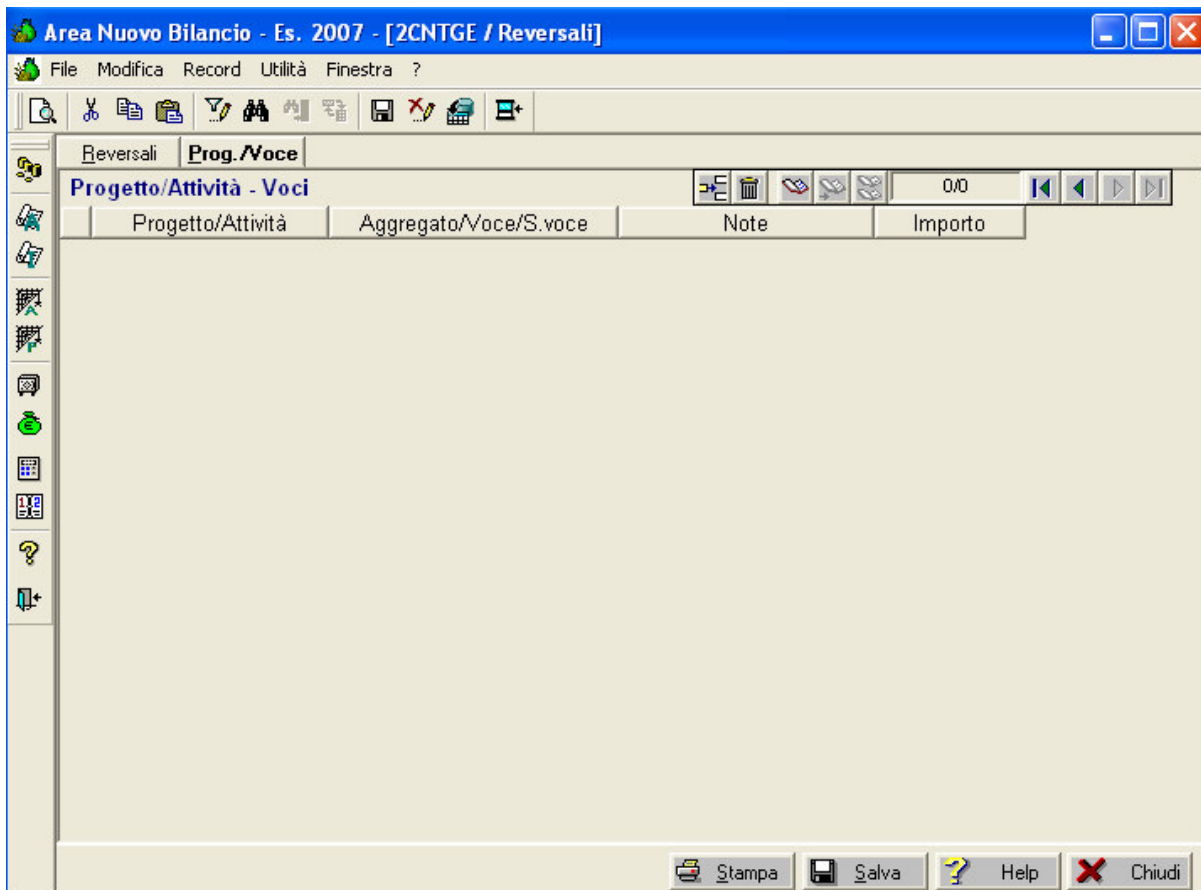 Area Nuovo Bilancio - Es. 2007 - [2CNTGE / Reversali]
File Modifica Record Utilità Finestra ?
Reversali Prog./Voce
Progetto/Attività - Voci 0/0
Progetto/Attività Aggregato/Voce/S.voce Note Importo
Stampa Salva Help Chiudi